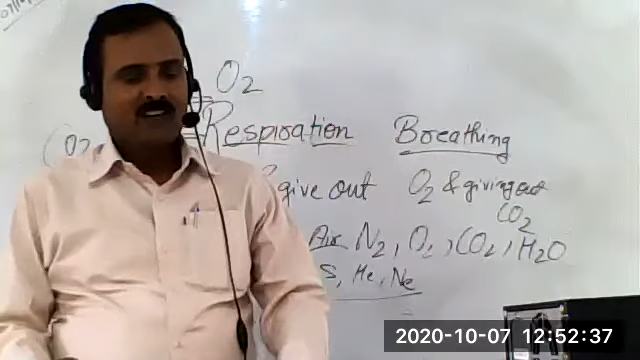 O₂
O₂
Respiration Breathing
give out O₂ & giving out
CO₂
Air N₂, O₂, CO₂, H₂O
S, He, Ne
2020-10-07 12:52:37